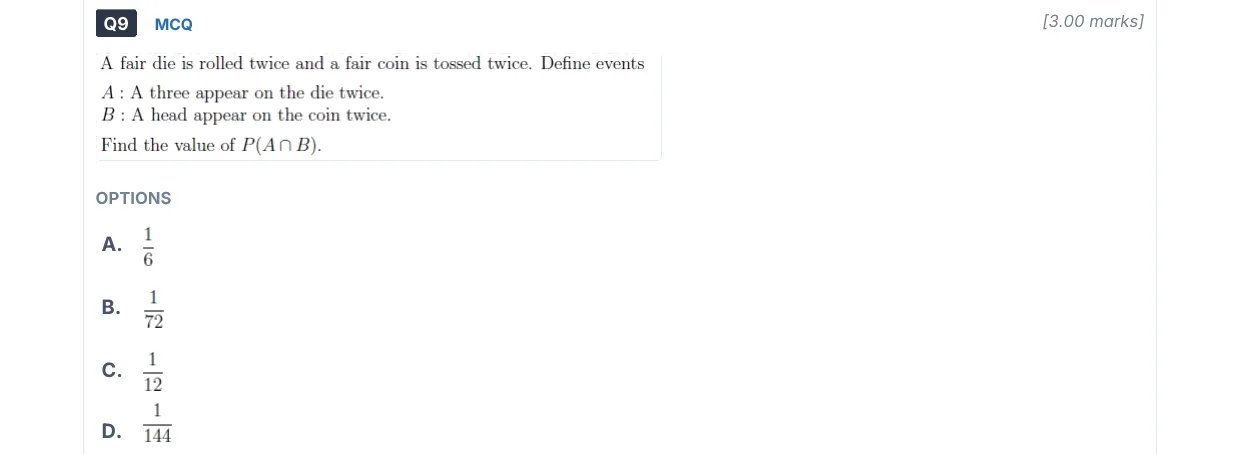 Q9 MCQ [3.00 marks]
A fair die is rolled twice and a fair coin is tossed twice. Define events
A : A three appear on the die twice.
B : A head appear on the coin twice.
Find the value of P(A ∩ B).
OPTIONS
A. 1/6
B. 1/72
C. 1/12
D. 1/144